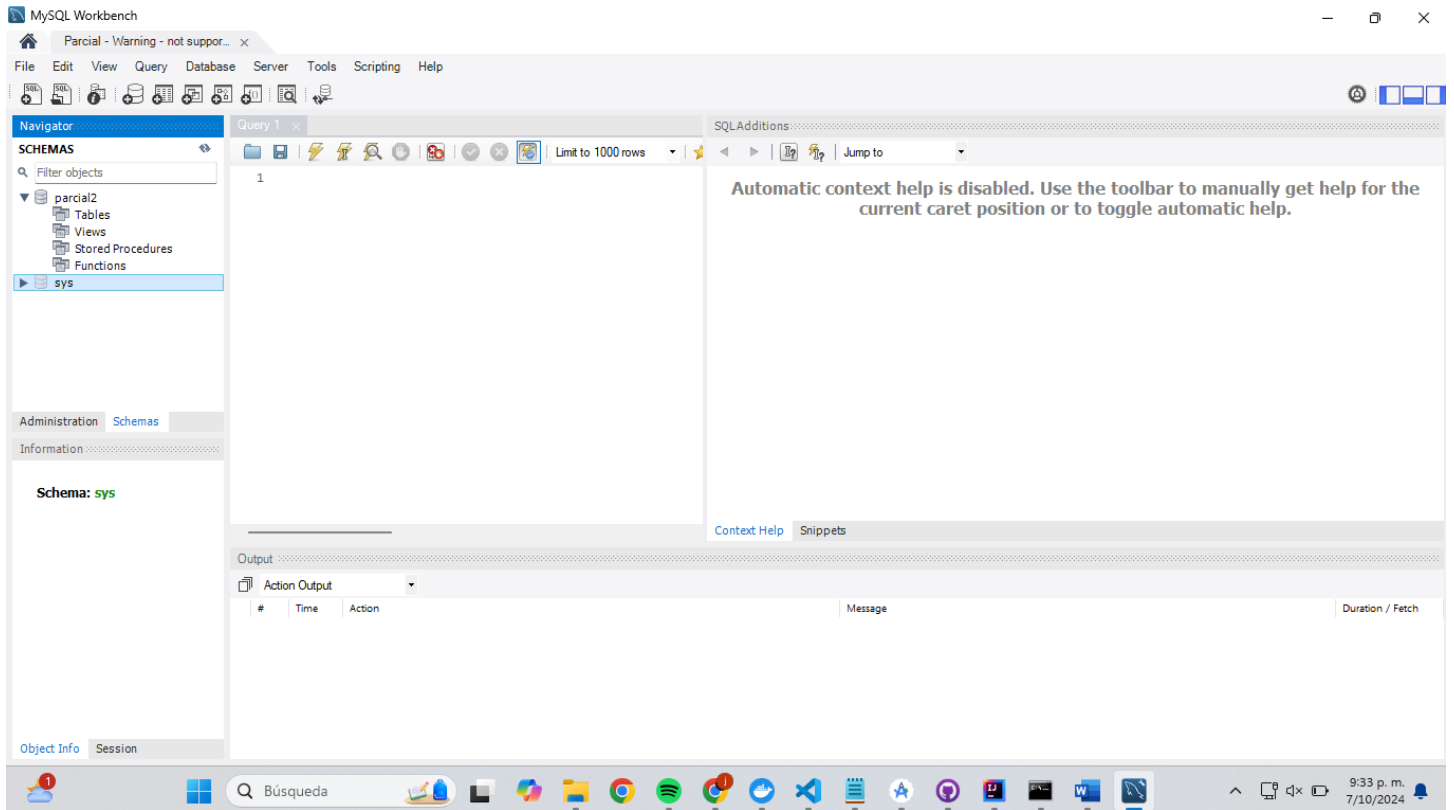 MySQL Workbench
Parcial - Warning - not suppor...
File Edit View Query Database Server Tools Scripting Help
Navigator
SCHEMAS
Filter objects
parcial2
Tables
Views
Stored Procedures
Functions
sys
Administration Schemas
Information
Schema: sys
Object Info Session
Query 1
Limit to 1000 rows
1
SQLAdditions
Jump to
Automatic context help is disabled. Use the toolbar to manually get help for the
current caret position or to toggle automatic help.
Context Help Snippets
Output
Action Output
# Time Action Message Duration / Fetch
1
Búsqueda
9:33 p. m.
7/10/2024